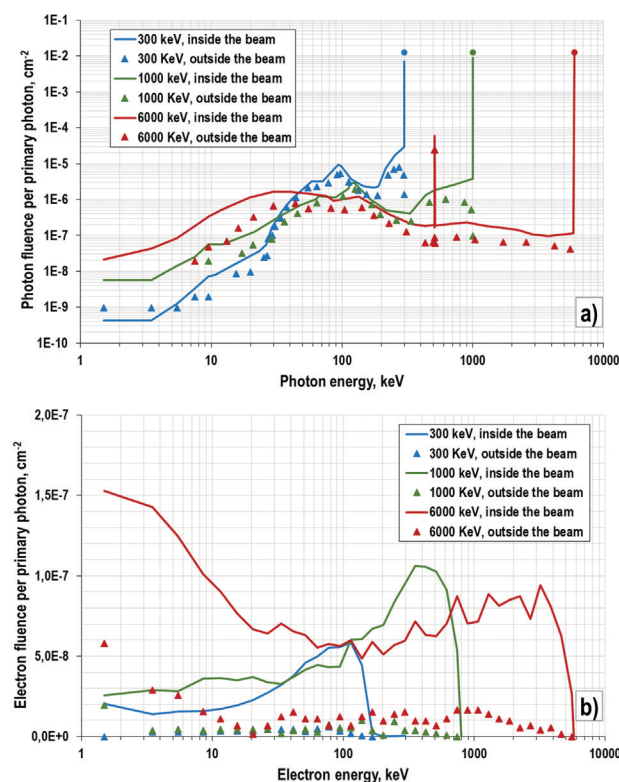 1E-1
1E-2
1E-3
1E-4
1E-5
1E-6
1E-7
1E-8
1E-9
1E-10
Photon fluence per primary photon, cm-2
300 keV, inside the beam
300 KeV, outside the beam
1000 keV, inside the beam
1000 KeV, outside the beam
6000 keV, inside the beam
6000 KeV, outside the beam
a)
1 10 100 1000 10000
Photon energy, keV
2,0E-7
1,5E-7
1,0E-7
5,0E-8
0,0E+0
Electron fluence per primary photon, cm-2
300 keV, inside the beam
300 KeV, outside the beam
1000 keV, inside the beam
1000 KeV, outside the beam
6000 keV, inside the beam
6000 KeV, outside the beam
b)
1 10 100 1000 10000
Electron energy, keV